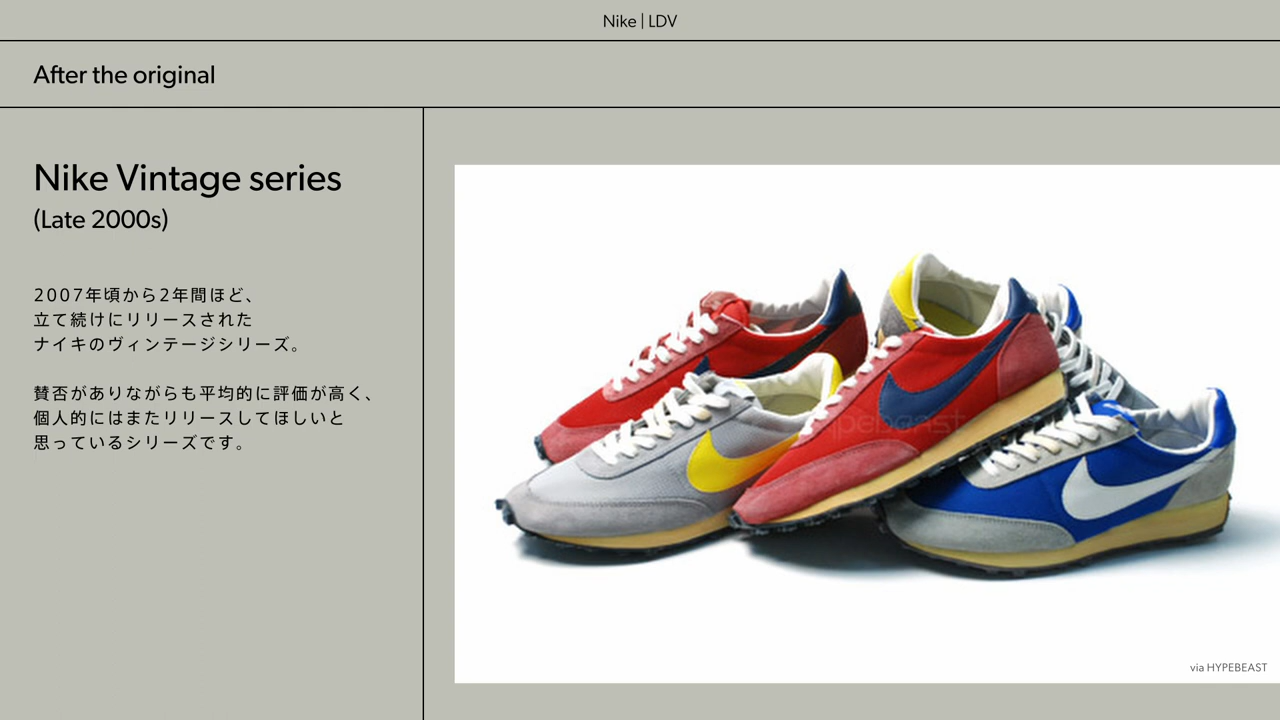 Nike | LDV
After the original
Nike Vintage series
(Late 2000s)
2007年頃から2年間ほど、
立て続けにリリースされた
ナイキのヴィンテージシリーズ。
賛否がありながらも平均的に評価が高く、
個人的にはまたリリースしてほしいと
思っているシリーズです。
hypebeast
via HYPEBEAST